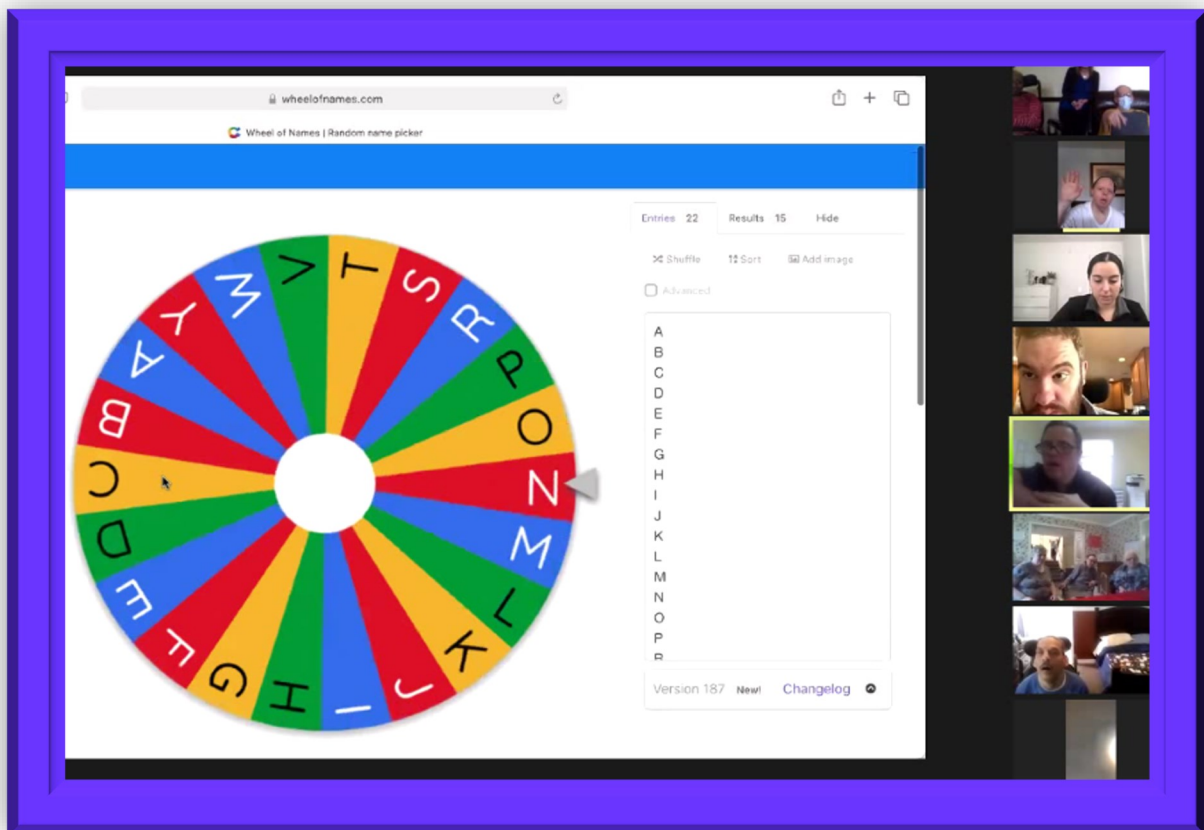 wheelofnames.com
Wheel of Names | Random name picker
Entries 22 Results 15 Hide
Shuffle Sort Add image
Advanced
A
B
C
D
E
F
G
H
I
J
K
L
M
N
O
P
R
Version 187 New! Changelog
A
B
C
D
E
F
G
H
I
J
K
L
M
N
O
P
R
S
T
V
W
Y